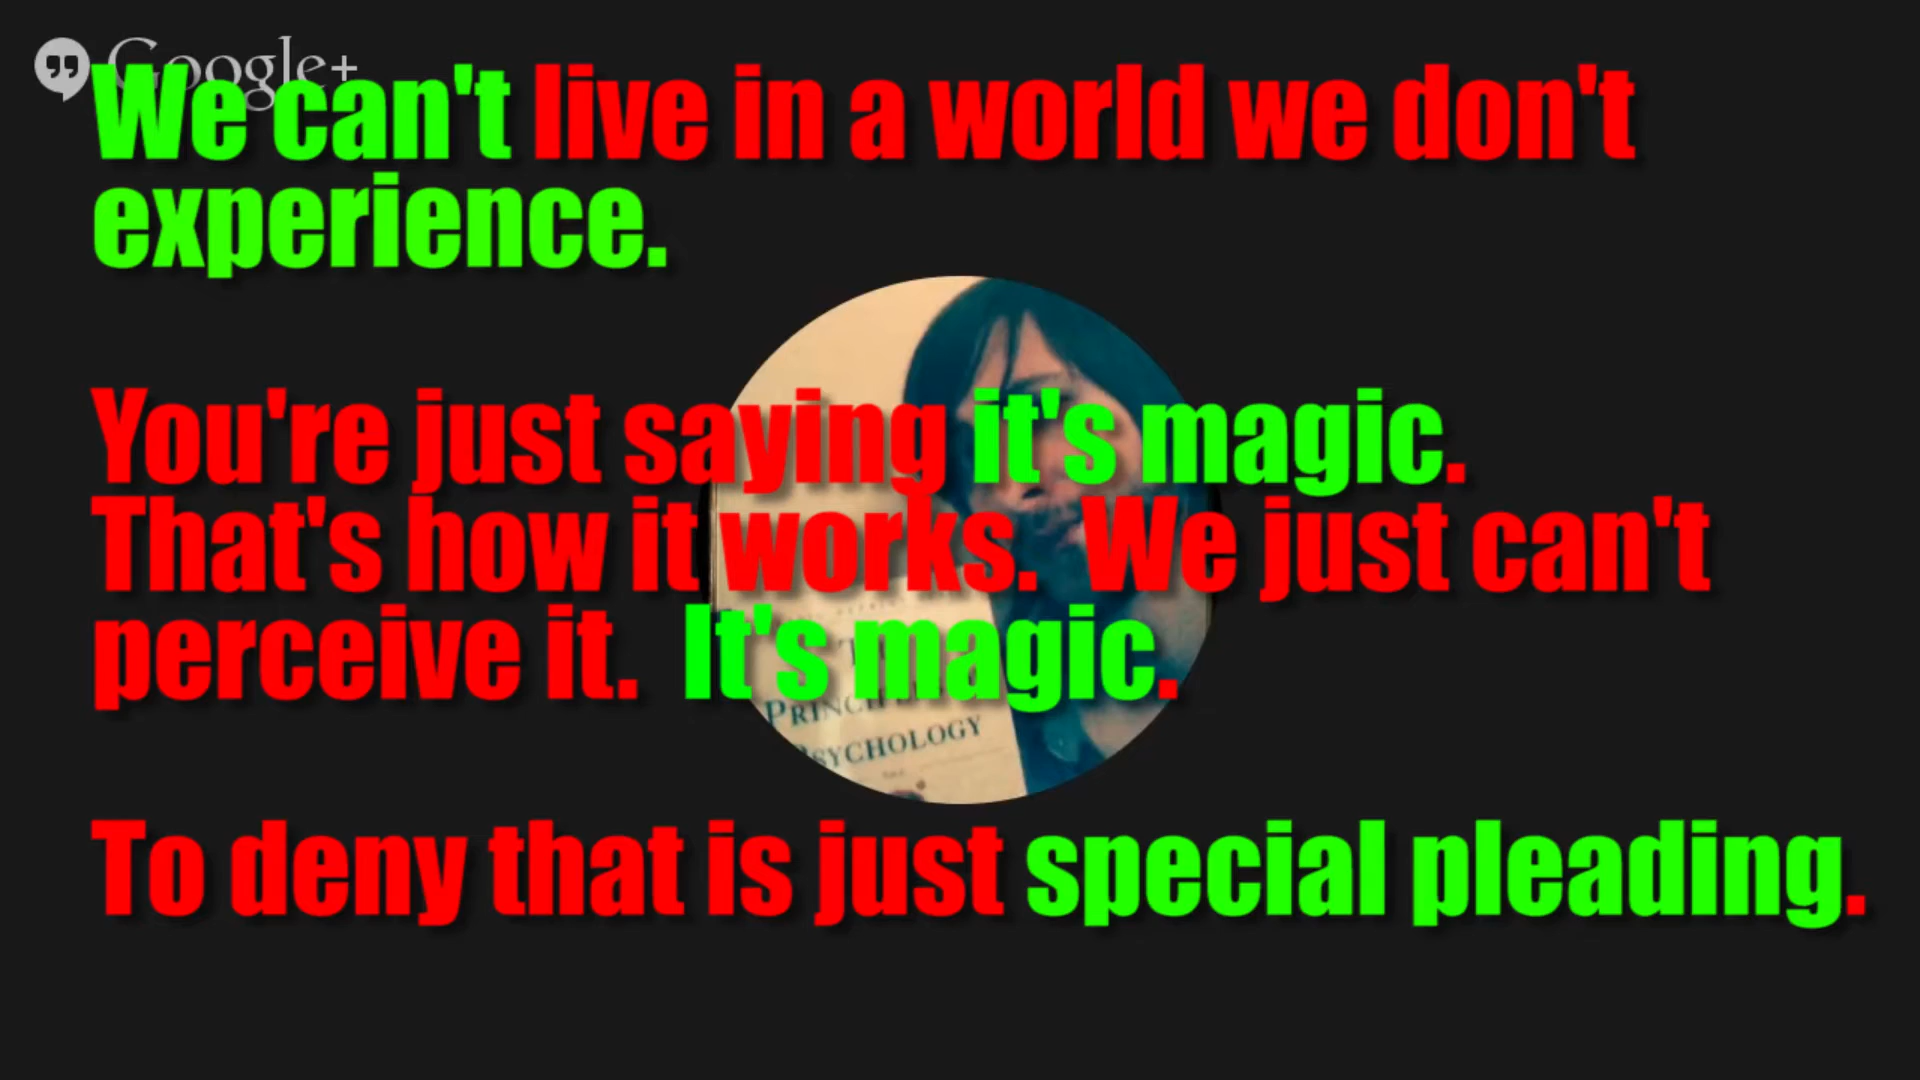 Google+
We can't live in a world we don't
experience.
You're just saying it's magic.
That's how it works. We just can't
perceive it. It's magic.
PRINCIPLES
PSYCHOLOGY
To deny that is just special pleading.